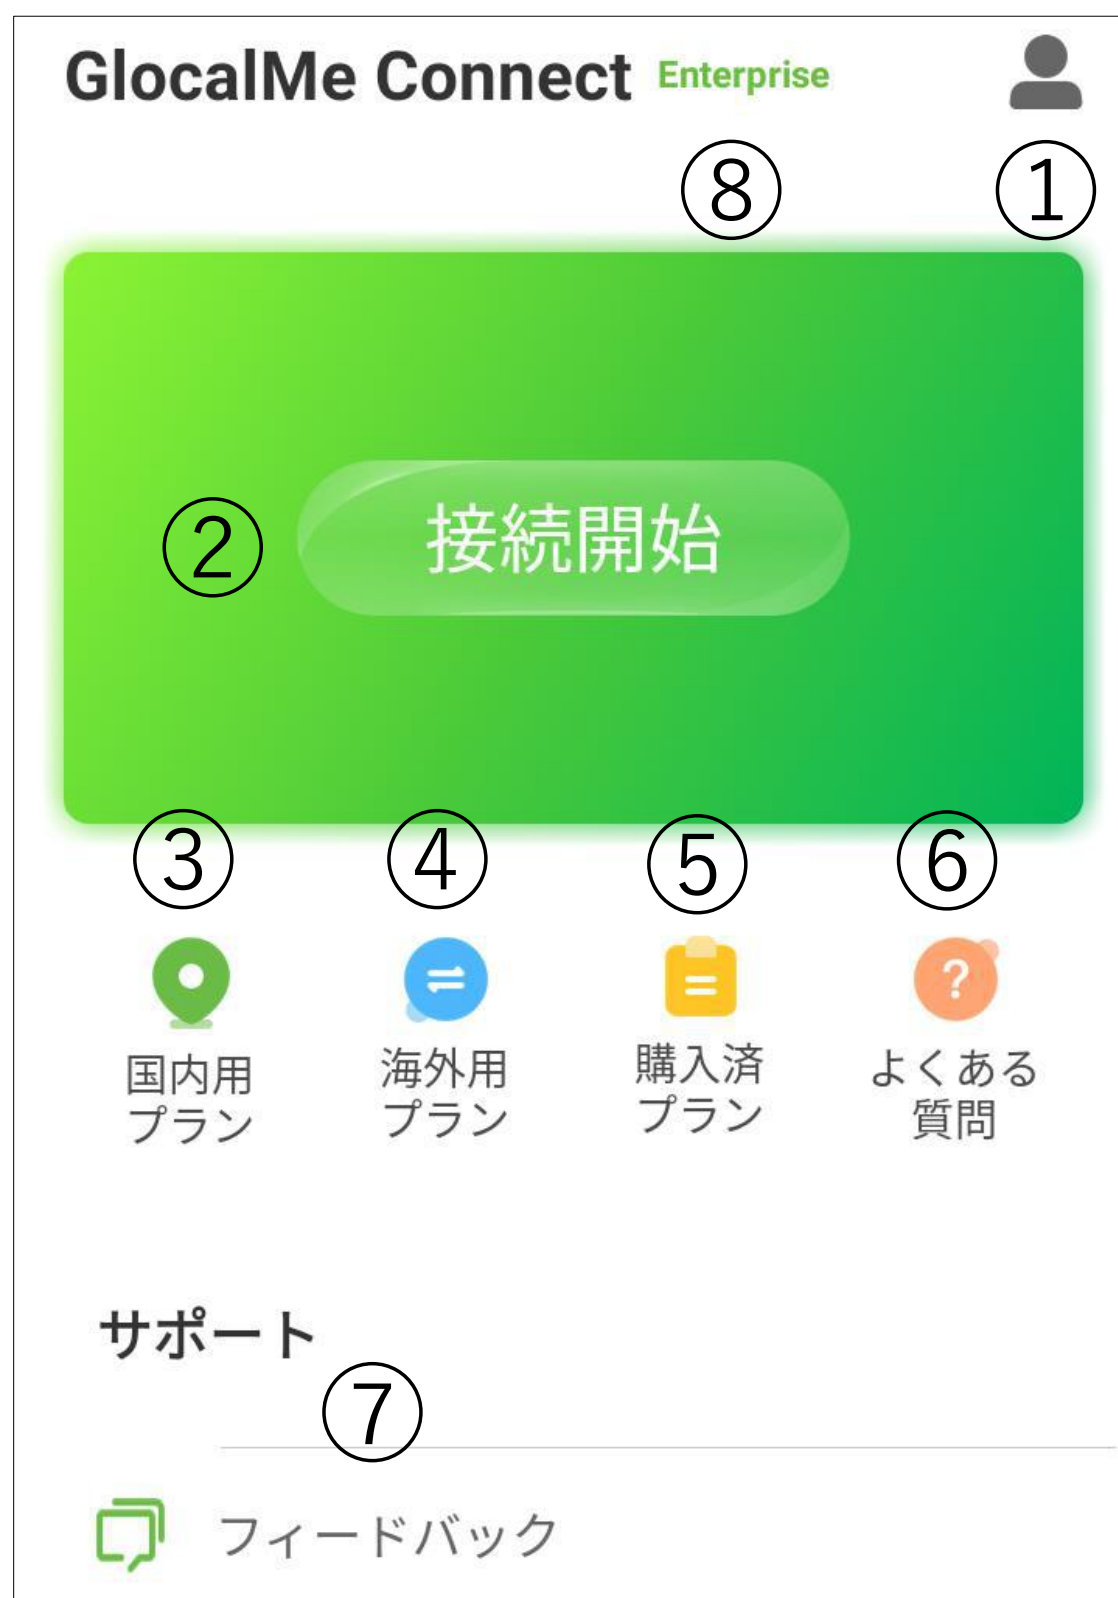 GlocalMe Connect Enterprise
⑧ ①
② 接続開始
③ ④ ⑤ ⑥
国内用 海外用 購入済 よくある
プラン プラン プラン 質問
サポート
⑦
フィードバック